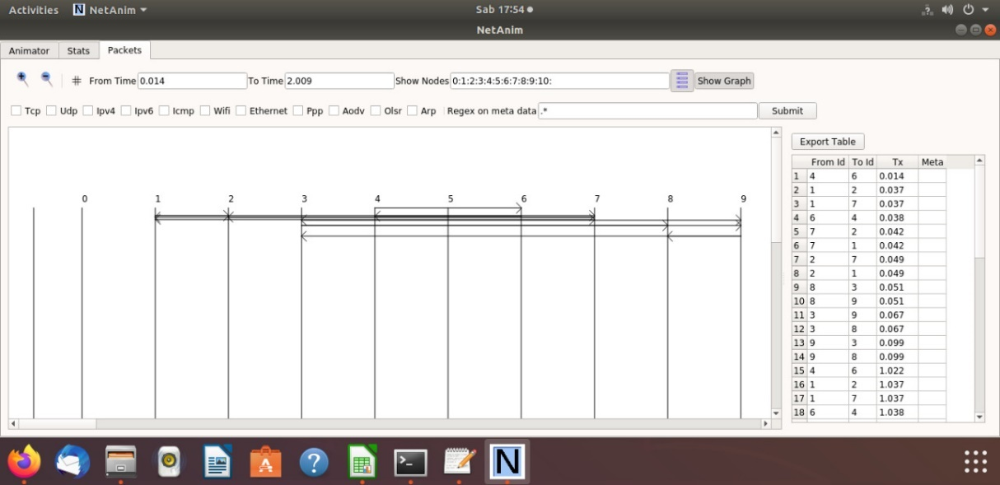 Activities NetAnim Sab 17:54
NetAnim
Animator Stats Packets
# From Time 0.014 To Time 2.009 Show Nodes 0:1:2:3:4:5:6:7:8:9:10: Show Graph
Tcp Udp Ipv4 Ipv6 Icmp Wifi Ethernet Ppp Aodv Olsr Arp Regex on meta data .* Submit
Export Table
0 1 2 3 4 5 6 7 8 9
From Id To Id Tx Meta
1 4 6 0.014
2 1 2 0.037
3 1 7 0.037
4 6 4 0.038
5 7 2 0.042
6 7 1 0.042
7 2 7 0.049
8 2 1 0.049
9 8 3 0.051
10 8 9 0.051
11 3 9 0.067
12 3 8 0.067
13 9 3 0.099
14 9 8 0.099
15 4 6 1.022
16 1 2 1.037
17 1 7 1.037
18 6 4 1.038